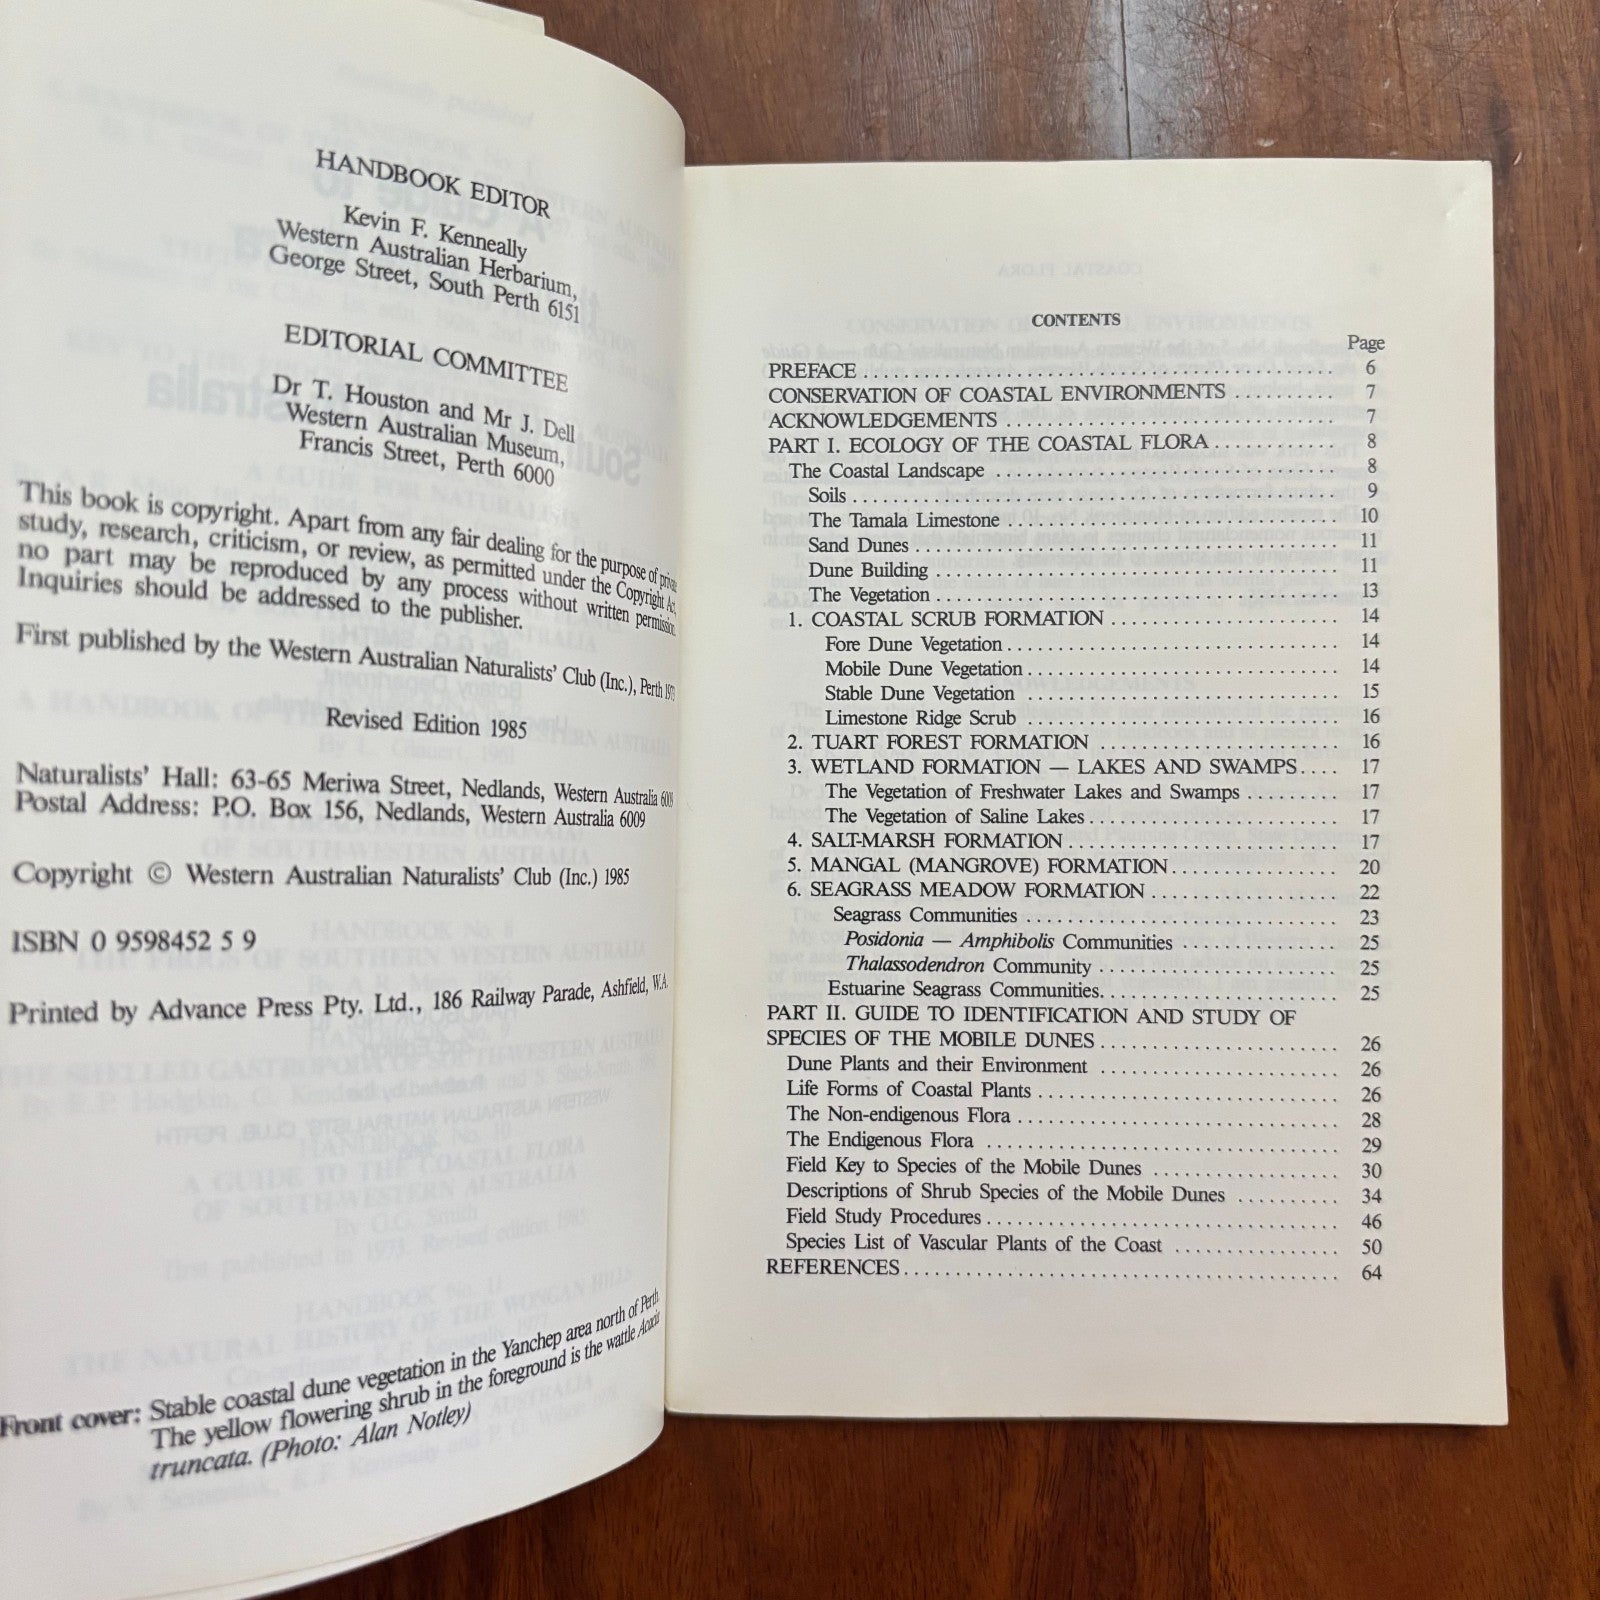 HANDBOOK EDITOR
Kevin F. Kenneally
Western Australian Herbarium,
George Street, South Perth 6151
EDITORIAL COMMITTEE
Dr T. Houston and Mr J. Dell
Western Australian Museum,
Francis Street, Perth 6000
This book is copyright. Apart from any fair dealing for the purpose of private
study, research, criticism, or review, as permitted under the Copyright Act,
no part may be reproduced by any process without written permission.
Inquiries should be addressed to the publisher.
First published by the Western Australian Naturalists' Club (Inc.), Perth 1973
Revised Edition 1985
Naturalists' Hall: 63-65 Meriwa Street, Nedlands, Western Australia 6009
Postal Address: P.O. Box 156, Nedlands, Western Australia 6009
Copyright © Western Australian Naturalists' Club (Inc.) 1985
ISBN 0 9598452 5 9
Printed by Advance Press Pty. Ltd., 186 Railway Parade, Ashfield, W.A.
Front cover: Stable coastal dune vegetation in the Yanchep area north of Perth
The yellow flowering shrub in the foreground is the wattle Acacia
truncata. (Photo: Alan Notley)
CONTENTS
Page
PREFACE 6
CONSERVATION OF COASTAL ENVIRONMENTS 7
ACKNOWLEDGEMENTS 7
PART I. ECOLOGY OF THE COASTAL FLORA 8
The Coastal Landscape 8
Soils 9
The Tamala Limestone 10
Sand Dunes 11
Dune Building 11
The Vegetation 13
1. COASTAL SCRUB FORMATION 14
Fore Dune Vegetation 14
Mobile Dune Vegetation 14
Stable Dune Vegetation 15
Limestone Ridge Scrub 16
2. TUART FOREST FORMATION 16
3. WETLAND FORMATION — LAKES AND SWAMPS 17
The Vegetation of Freshwater Lakes and Swamps 17
The Vegetation of Saline Lakes 17
4. SALT-MARSH FORMATION 17
5. MANGAL (MANGROVE) FORMATION 20
6. SEAGRASS MEADOW FORMATION 22
Seagrass Communities 23
Posidonia — Amphibolis Communities 25
Thalassodendron Community 25
Estuarine Seagrass Communities 25
PART II. GUIDE TO IDENTIFICATION AND STUDY OF
SPECIES OF THE MOBILE DUNES 26
Dune Plants and their Environment 26
Life Forms of Coastal Plants 26
The Non-endigenous Flora 28
The Endigenous Flora 29
Field Key to Species of the Mobile Dunes 30
Descriptions of Shrub Species of the Mobile Dunes 34
Field Study Procedures 46
Species List of Vascular Plants of the Coast 50
REFERENCES 64